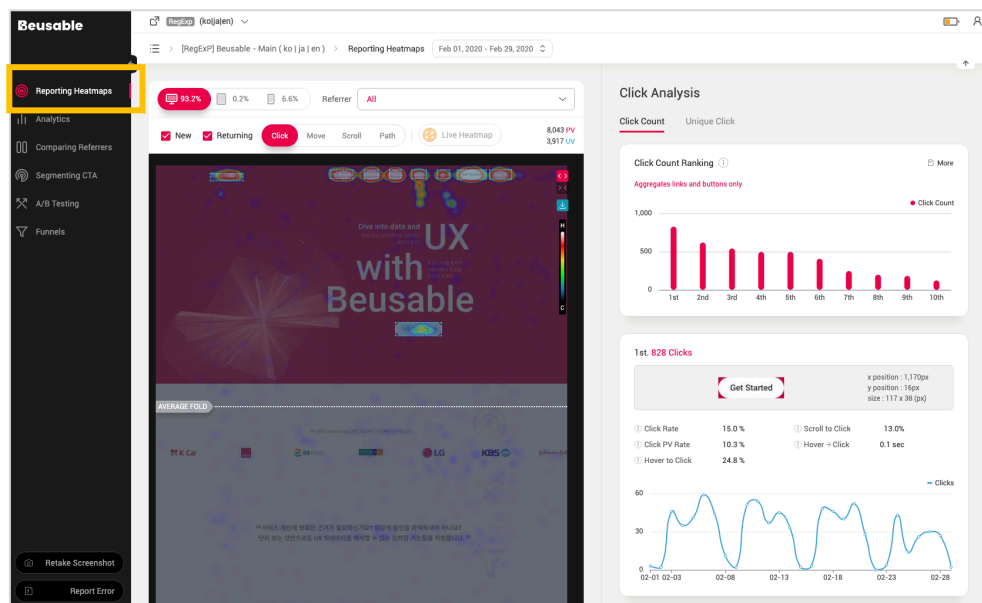 Beusable
RegExp (ko|ja|en)
[RegExP] Beusable - Main ( ko | ja | en ) > Reporting Heatmaps Feb 01, 2020 - Feb 29, 2020
Reporting Heatmaps
Analytics
Comparing Referrers
Segmenting CTA
A/B Testing
Funnels
Retake Screenshot
Report Error
93.2% 0.2% 6.6% Referrer All
New Returning Click Move Scroll Path Live Heatmap
8,043 PV
3,917 UV
H
C
Dive into data and
UX
with
Beusable
AVERAGE FOLD
K Car
GS
LG
KBS
Click Analysis
Click Count Unique Click
Click Count Ranking More
Aggregates links and buttons only
Click Count
1,000
500
0
1st 2nd 3rd 4th 5th 6th 7th 8th 9th 10th
1st. 828 Clicks
Get Started
x position : 1,170px
y position : 16px
size : 117 x 38 (px)
Click Rate 15.0 % Scroll to Click 13.0%
Click PV Rate 10.3 % Hover → Click 0.1 sec
Hover to Click 24.8 %
Clicks
60
30
0
02-01 02-03 02-08 02-13 02-18 02-23 02-28